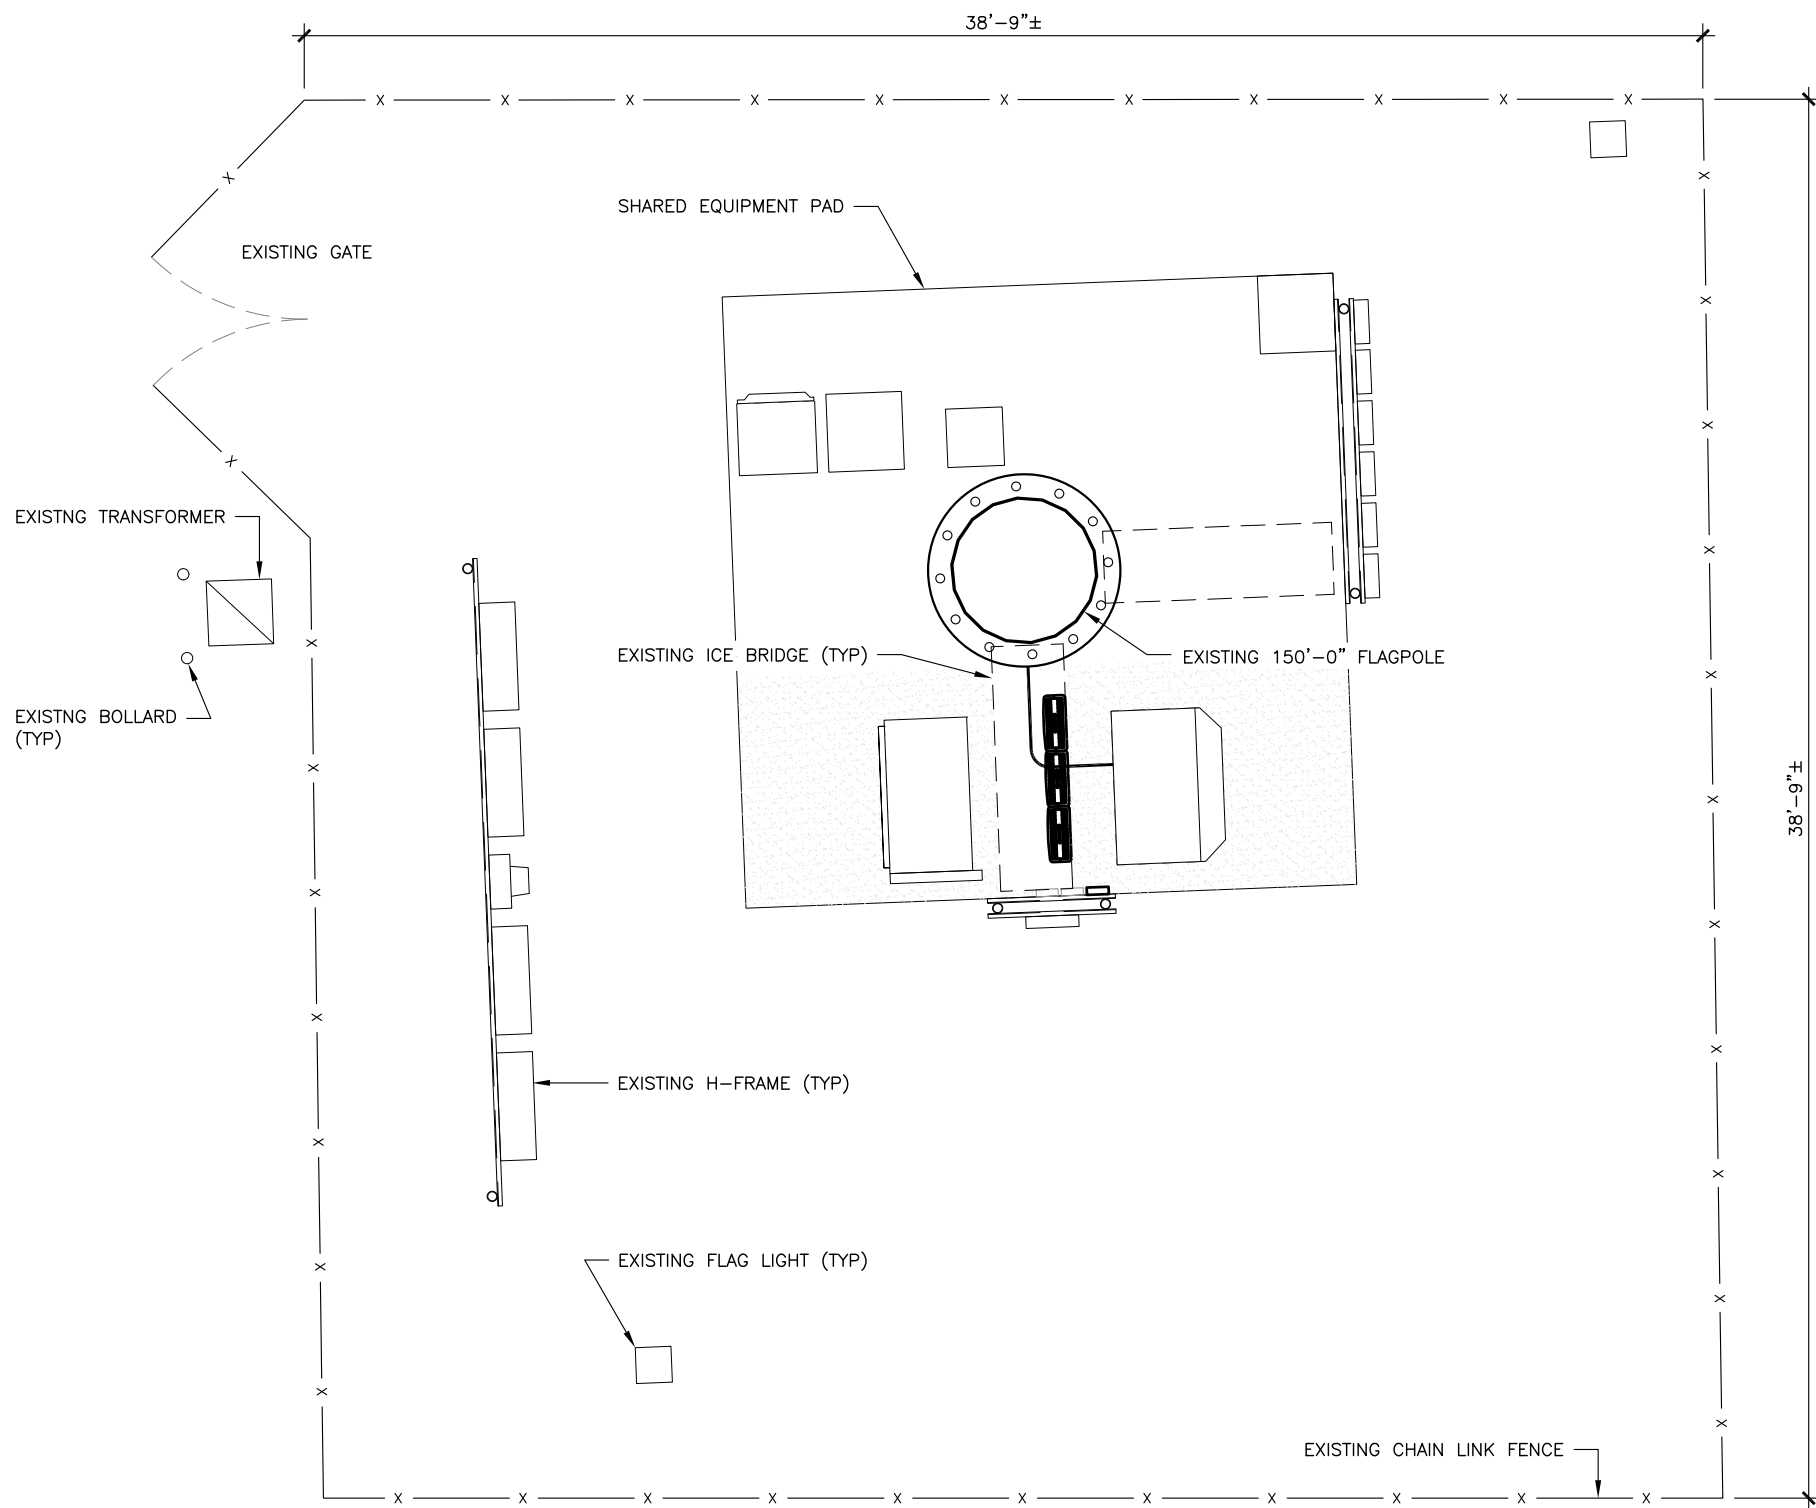 38'-9"±
SHARED EQUIPMENT PAD
EXISTING GATE
EXISTNG TRANSFORMER
EXISTING ICE BRIDGE (TYP)
EXISTING 150'-0" FLAGPOLE
EXISTNG BOLLARD
(TYP)
38'-9"±
EXISTING H-FRAME (TYP)
EXISTING FLAG LIGHT (TYP)
EXISTING CHAIN LINK FENCE